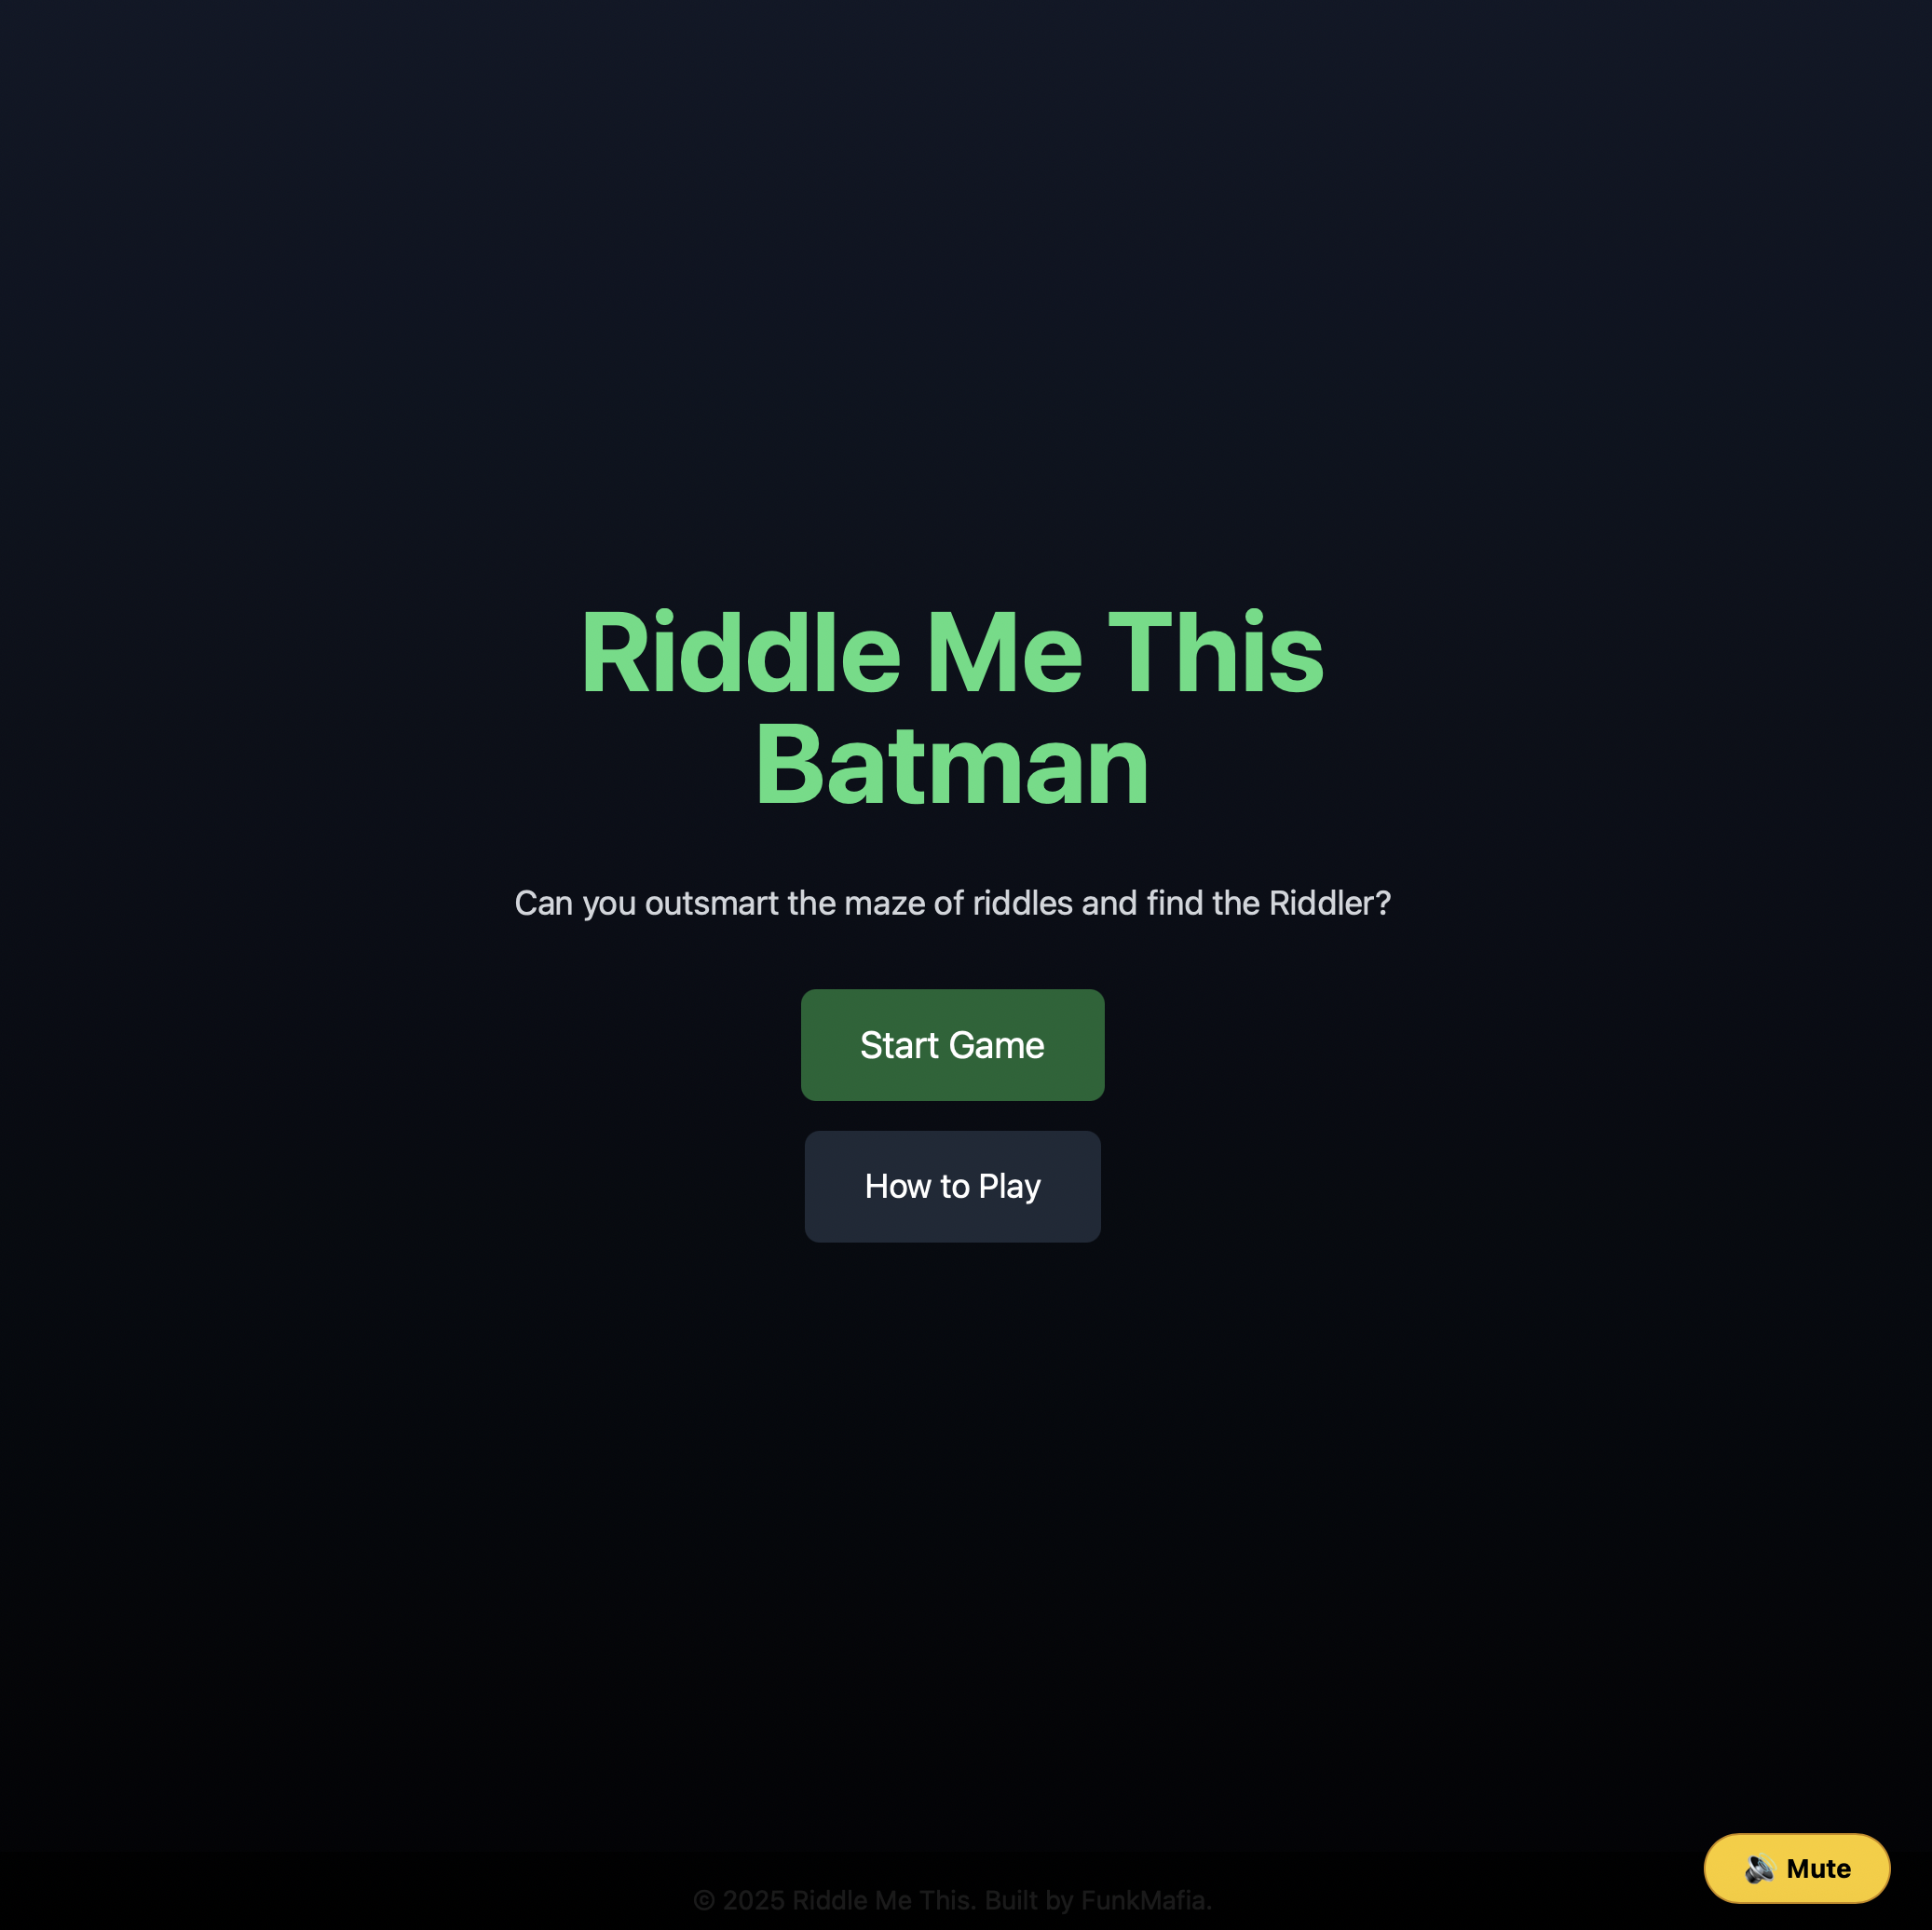 Riddle Me This
Batman
Can you outsmart the maze of riddles and find the Riddler?
Start Game
How to Play
🔊 Mute
© 2025 Riddle Me This. Built by FunkMafia.